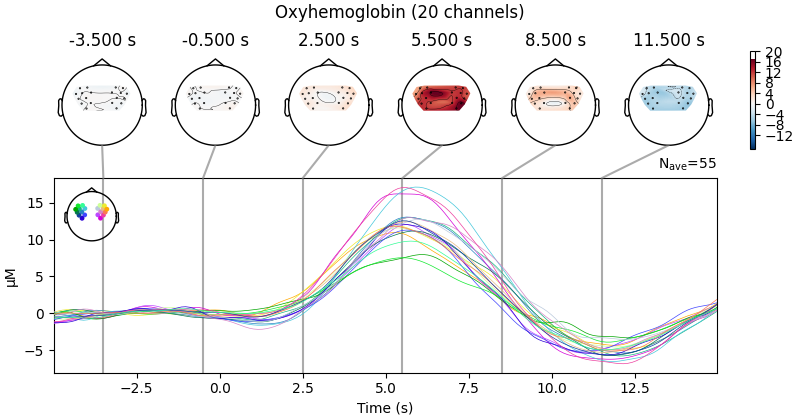 Oxyhemoglobin (20 channels)
-3.500 s -0.500 s 2.500 s 5.500 s 8.500 s 11.500 s
20
16
12
8
4
0
−4
−8
−12
Nave=55
15
10
5
0
−5
µM
−2.5 0.0 2.5 5.0 7.5 10.0 12.5
Time (s)